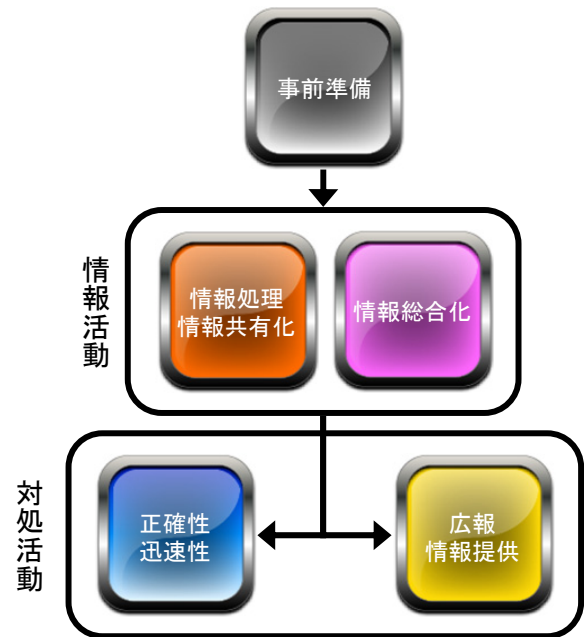 事前準備
情報活動
情報処理
情報共有化
情報総合化
対処活動
正確性
迅速性
広報
情報提供